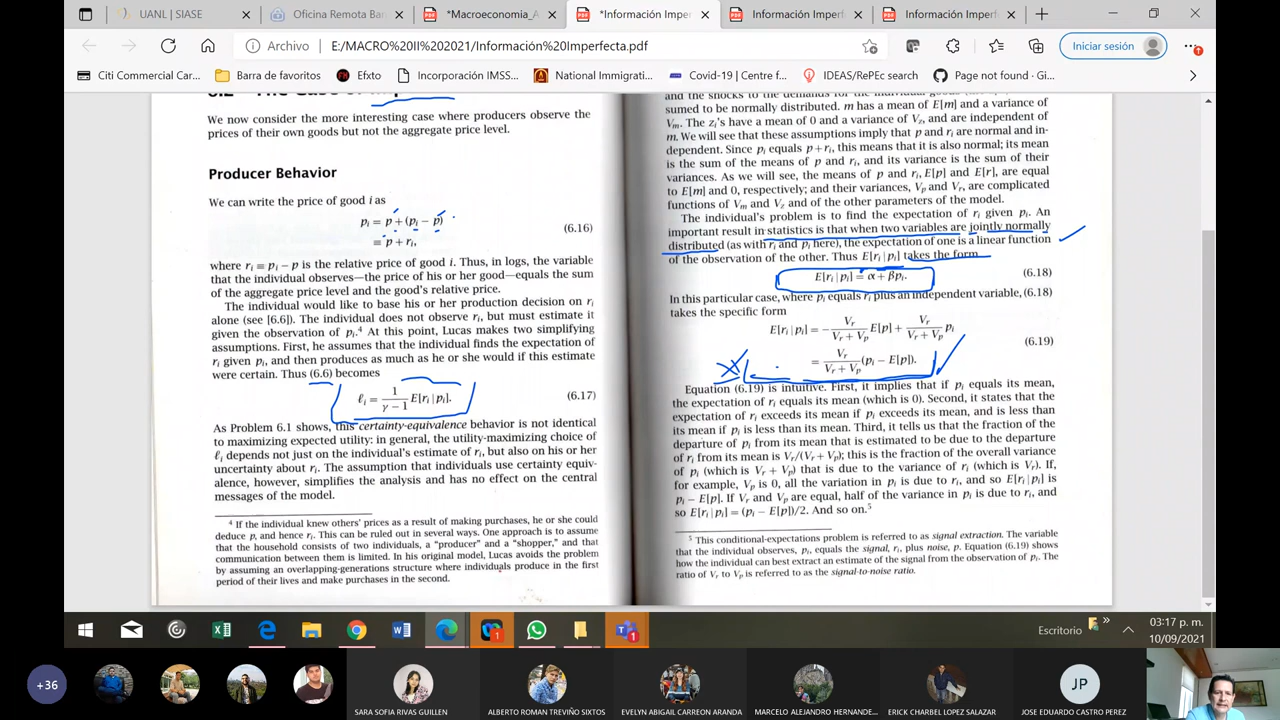 UANL | SIASE
Oficina Remota Ban
*Macroeconomia_A
*Información Imper
Información Imperf
Información Imperf
Archivo
E:/MACRO%20II%202021/Información%20Imperfecta.pdf
Iniciar sesión
Citi Commercial Car...
Barra de favoritos
Efxto
Incorporación IMSS...
National Immigrati...
Covid-19 | Centre f...
IDEAS/RePEc search
Page not found · Gi...
We now consider the more interesting case where producers observe the
prices of their own goods but not the aggregate price level.
Producer Behavior
We can write the price of good i as
pi = p + (pi − p)
≡ p + ri,
(6.16)
where ri ≡ pi − p is the relative price of good i. Thus, in logs, the variable
that the individual observes—the price of his or her good—equals the sum
of the aggregate price level and the good's relative price.
The individual would like to base his or her production decision on ri
alone (see [6.6]). The individual does not observe ri, but must estimate it
given the observation of pi.4 At this point, Lucas makes two simplifying
assumptions. First, he assumes that the individual finds the expectation of
ri given pi, and then produces as much as he or she would if this estimate
were certain. Thus (6.6) becomes
ℓi = 1/(γ − 1) E[ri | pi].
(6.17)
As Problem 6.1 shows, this certainty-equivalence behavior is not identical
to maximizing expected utility: in general, the utility-maximizing choice of
ℓi depends not just on the individual's estimate of ri, but also on his or her
uncertainty about ri. The assumption that individuals use certainty equiv-
alence, however, simplifies the analysis and has no effect on the central
messages of the model.
4 If the individual knew others' prices as a result of making purchases, he or she could
deduce p, and hence ri. This can be ruled out in several ways. One approach is to assume
that the household consists of two individuals, a "producer" and a "shopper," and that
communication between them is limited. In his original model, Lucas avoids the problem
by assuming an overlapping-generations structure where individuals produce in the first
period of their lives and make purchases in the second.
and the shocks to the demands for the individual goods
sumed to be normally distributed. m has a mean of E[m] and a variance of
Vm. The zi's have a mean of 0 and a variance of Vz, and are independent of
m. We will see that these assumptions imply that p and ri are normal and in-
dependent. Since pi equals p + ri, this means that it is also normal; its mean
is the sum of the means of p and ri, and its variance is the sum of their
variances. As we will see, the means of p and ri, E[p] and E[r], are equal
to E[m] and 0, respectively; and their variances, Vp and Vr, are complicated
functions of Vm and Vz and of the other parameters of the model.
The individual's problem is to find the expectation of ri given pi. An
important result in statistics is that when two variables are jointly normally
distributed (as with ri and pi here), the expectation of one is a linear function
of the observation of the other. Thus E[ri | pi] takes the form
E[ri | pi] = α + βpi.
(6.18)
In this particular case, where pi equals ri plus an independent variable, (6.18)
takes the specific form
E[ri | pi] = − Vr/(Vr + Vp) E[p] + Vr/(Vr + Vp) pi
= Vr/(Vr + Vp) (pi − E[p]).
(6.19)
Equation (6.19) is intuitive. First, it implies that if pi equals its mean,
the expectation of ri equals its mean (which is 0). Second, it states that the
expectation of ri exceeds its mean if pi exceeds its mean, and is less than
its mean if pi is less than its mean. Third, it tells us that the fraction of the
departure of pi from its mean that is estimated to be due to the departure
of ri from its mean is Vr/(Vr + Vp); this is the fraction of the overall variance
of pi (which is Vr + Vp) that is due to the variance of ri (which is Vr). If,
for example, Vp is 0, all the variation in pi is due to ri, and so E[ri | pi] is
pi − E[p]. If Vr and Vp are equal, half of the variance in pi is due to ri, and
so E[ri | pi] = (pi − E[p])/2. And so on.5
5 This conditional-expectations problem is referred to as signal extraction. The variable
that the individual observes, pi, equals the signal, ri, plus noise, p. Equation (6.19) shows
how the individual can best extract an estimate of the signal from the observation of pi. The
ratio of Vr to Vp is referred to as the signal-to-noise ratio.
Escritorio
03:17 p. m.
10/09/2021
+36
SARA SOFIA RIVAS GUILLEN
ALBERTO ROMAN TREVIÑO SIXTOS
EVELYN ABIGAIL CARREON ARANDA
MARCELO ALEJANDRO HERNANDE...
ERICK CHARBEL LOPEZ SALAZAR
JP
JOSE EDUARDO CASTRO PEREZ